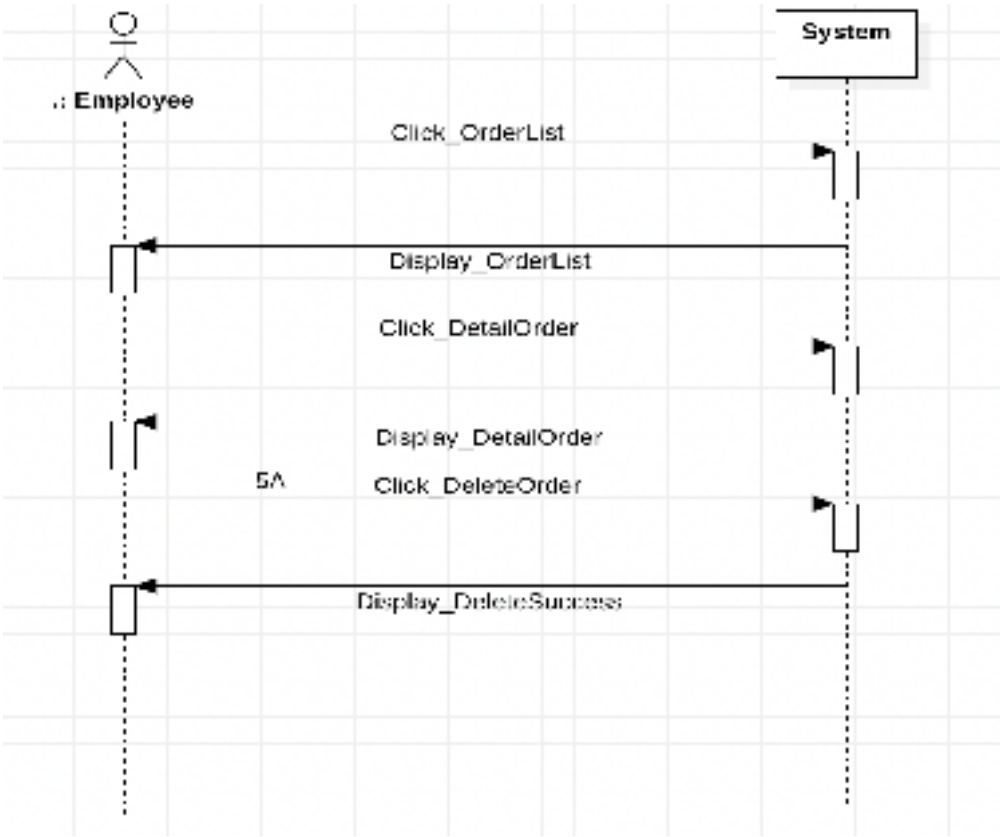 System
.: Employee
Click_OrderList
Display_OrderList
Click_DetailOrder
Display_DetailOrder
5A
Click_DeleteOrder
Display_DeleteSuccess